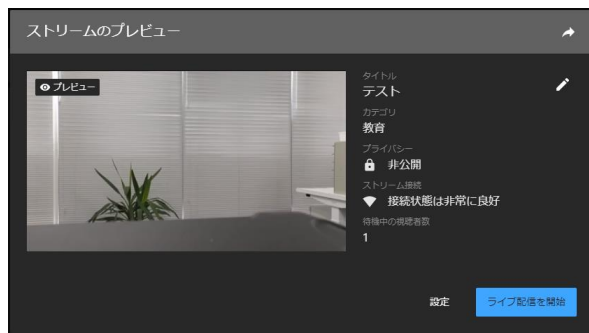 ストリームのプレビュー
プレビュー
タイトル
テスト
カテゴリ
教育
プライバシー
非公開
ストリーム接続
接続状態は非常に良好
待機中の視聴者数
1
設定
ライブ配信を開始